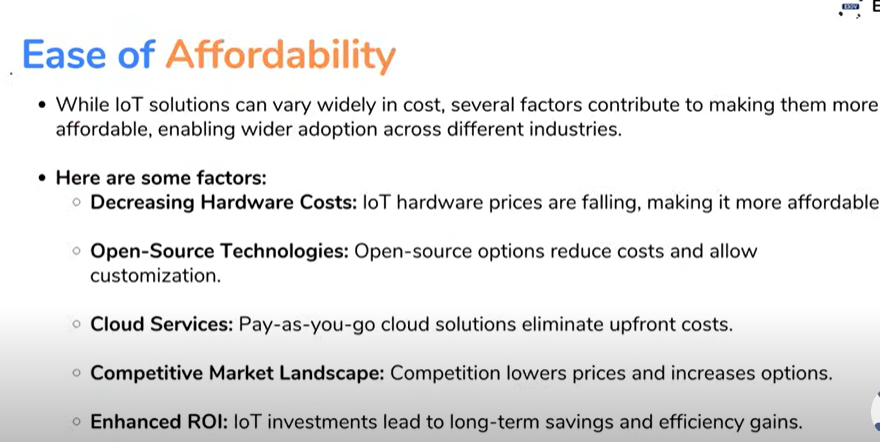 Ease of Affordability
• While IoT solutions can vary widely in cost, several factors contribute to making them more
affordable, enabling wider adoption across different industries.
• Here are some factors:
○ Decreasing Hardware Costs: IoT hardware prices are falling, making it more affordable
○ Open-Source Technologies: Open-source options reduce costs and allow
customization.
○ Cloud Services: Pay-as-you-go cloud solutions eliminate upfront costs.
○ Competitive Market Landscape: Competition lowers prices and increases options.
○ Enhanced ROI: IoT investments lead to long-term savings and efficiency gains.